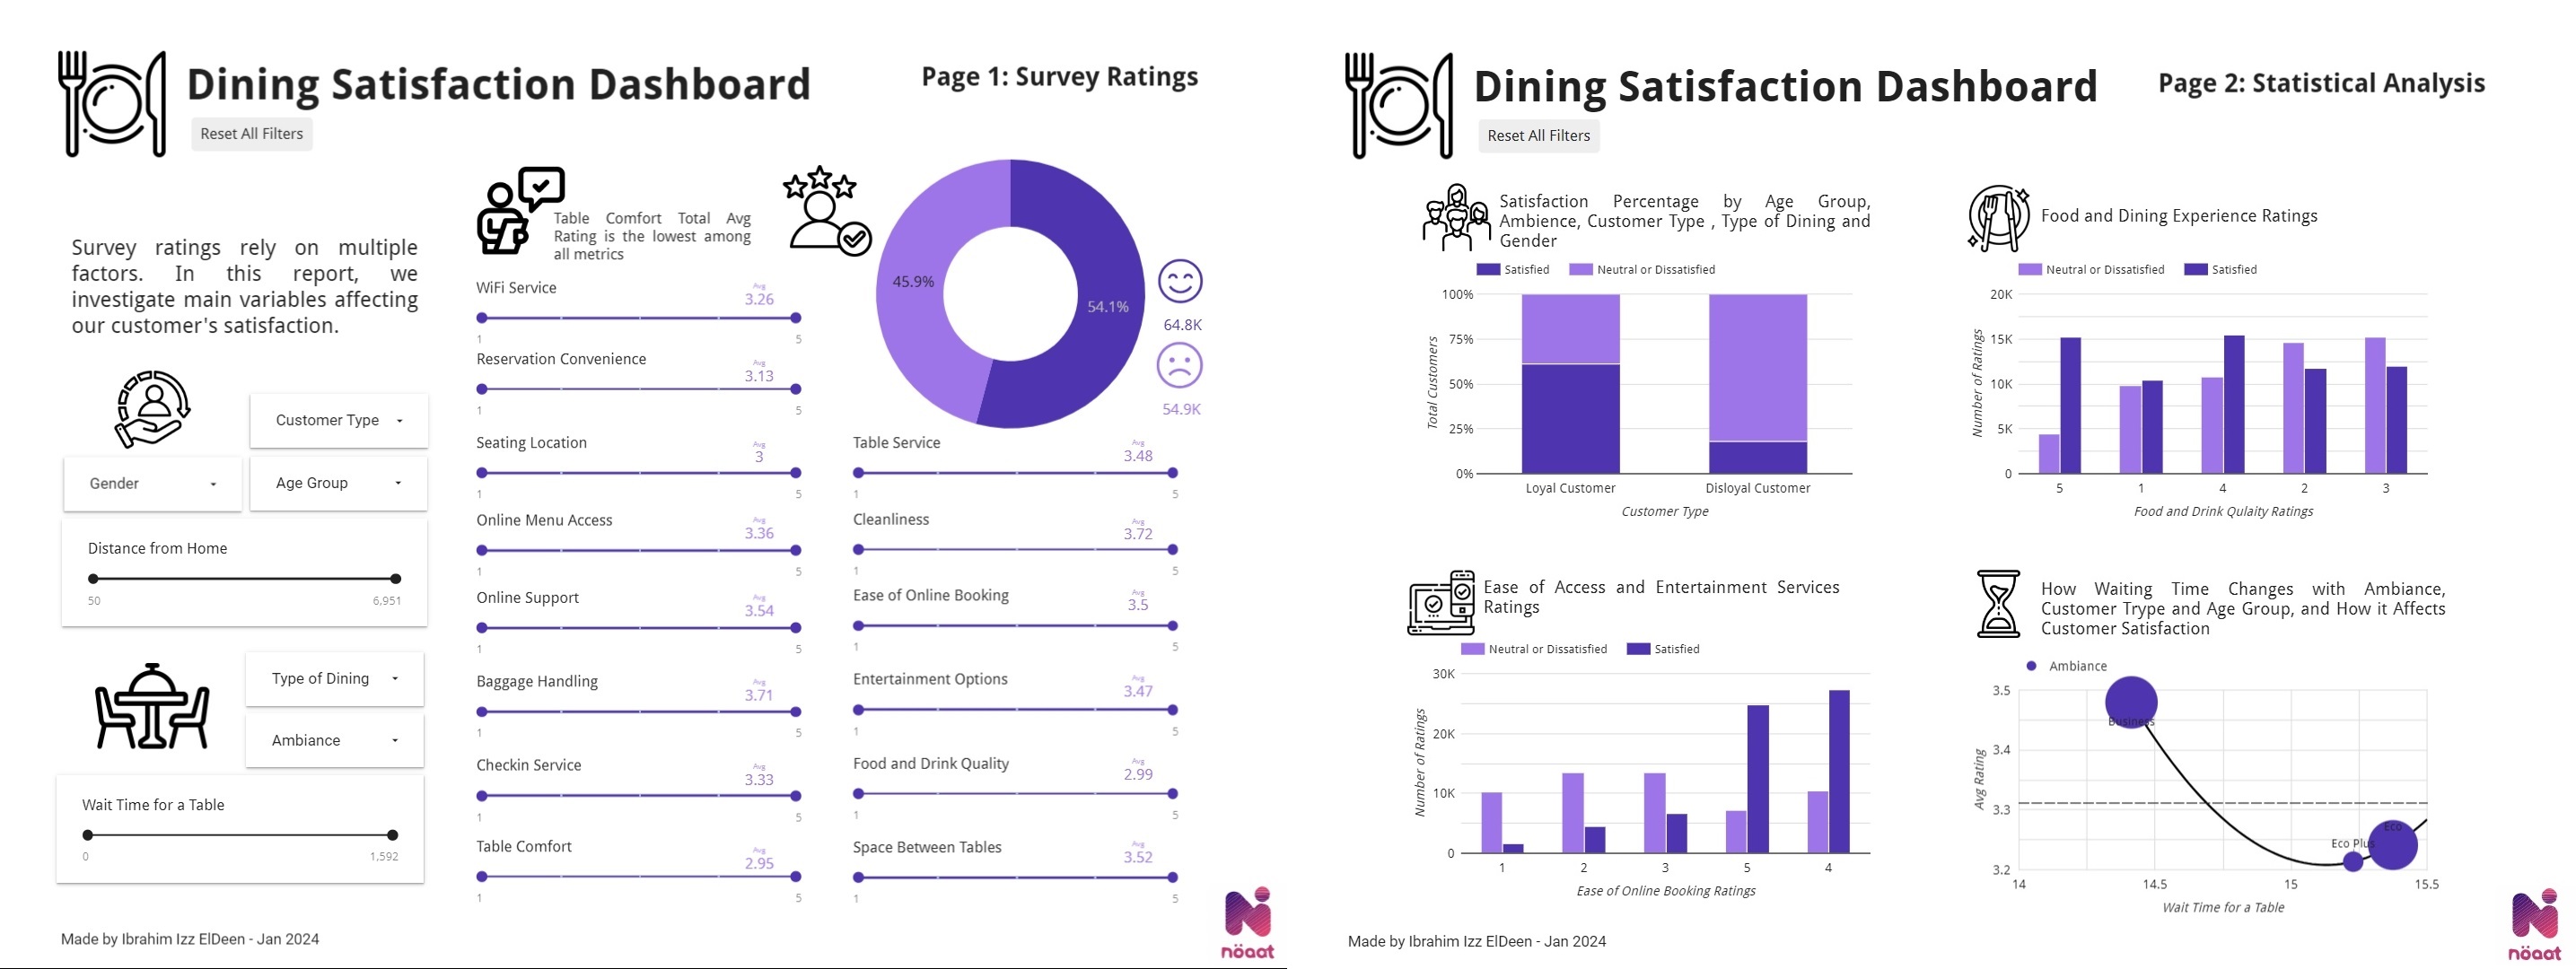 Dining Satisfaction Dashboard
Page 1: Survey Ratings
Reset All Filters
Survey ratings rely on multiple
factors. In this report, we
investigate main variables affecting
our customer's satisfaction.
Customer Type
Gender
Age Group
Distance from Home
50
6,951
Type of Dining
Ambiance
Wait Time for a Table
0
1,592
Table Comfort Total Avg
Rating is the lowest among
all metrics
WiFi Service
Avg
3.26
1
5
Reservation Convenience
Avg
3.13
1
5
Seating Location
Avg
3
1
5
Online Menu Access
Avg
3.36
1
5
Online Support
Avg
3.54
1
5
Baggage Handling
Avg
3.71
1
5
Checkin Service
Avg
3.33
1
5
Table Comfort
Avg
2.95
1
5
45.9%
54.1%
64.8K
54.9K
Table Service
Avg
3.48
1
5
Cleanliness
Avg
3.72
1
5
Ease of Online Booking
Avg
3.5
1
5
Entertainment Options
Avg
3.47
1
5
Food and Drink Quality
Avg
2.99
1
5
Space Between Tables
Avg
3.52
1
5
Made by Ibrahim Izz ElDeen - Jan 2024
nöaat
Dining Satisfaction Dashboard
Page 2: Statistical Analysis
Reset All Filters
Satisfaction Percentage by Age Group,
Ambience, Customer Type , Type of Dining and
Gender
Satisfied
Neutral or Dissatisfied
100%
75%
50%
25%
0%
Total Customers
Loyal Customer
Disloyal Customer
Customer Type
Food and Dining Experience Ratings
Neutral or Dissatisfied
Satisfied
20K
15K
10K
5K
0
Number of Ratings
5
1
4
2
3
Food and Drink Qulaity Ratings
Ease of Access and Entertainment Services
Ratings
Neutral or Dissatisfied
Satisfied
30K
20K
10K
0
Number of Ratings
1
2
3
5
4
Ease of Online Booking Ratings
How Waiting Time Changes with Ambiance,
Customer Trype and Age Group, and How it Affects
Customer Satisfaction
Ambiance
3.5
3.4
3.3
3.2
Avg Rating
Business
Eco Plus
Eco
14
14.5
15
15.5
Wait Time for a Table
Made by Ibrahim Izz ElDeen - Jan 2024
nöaat